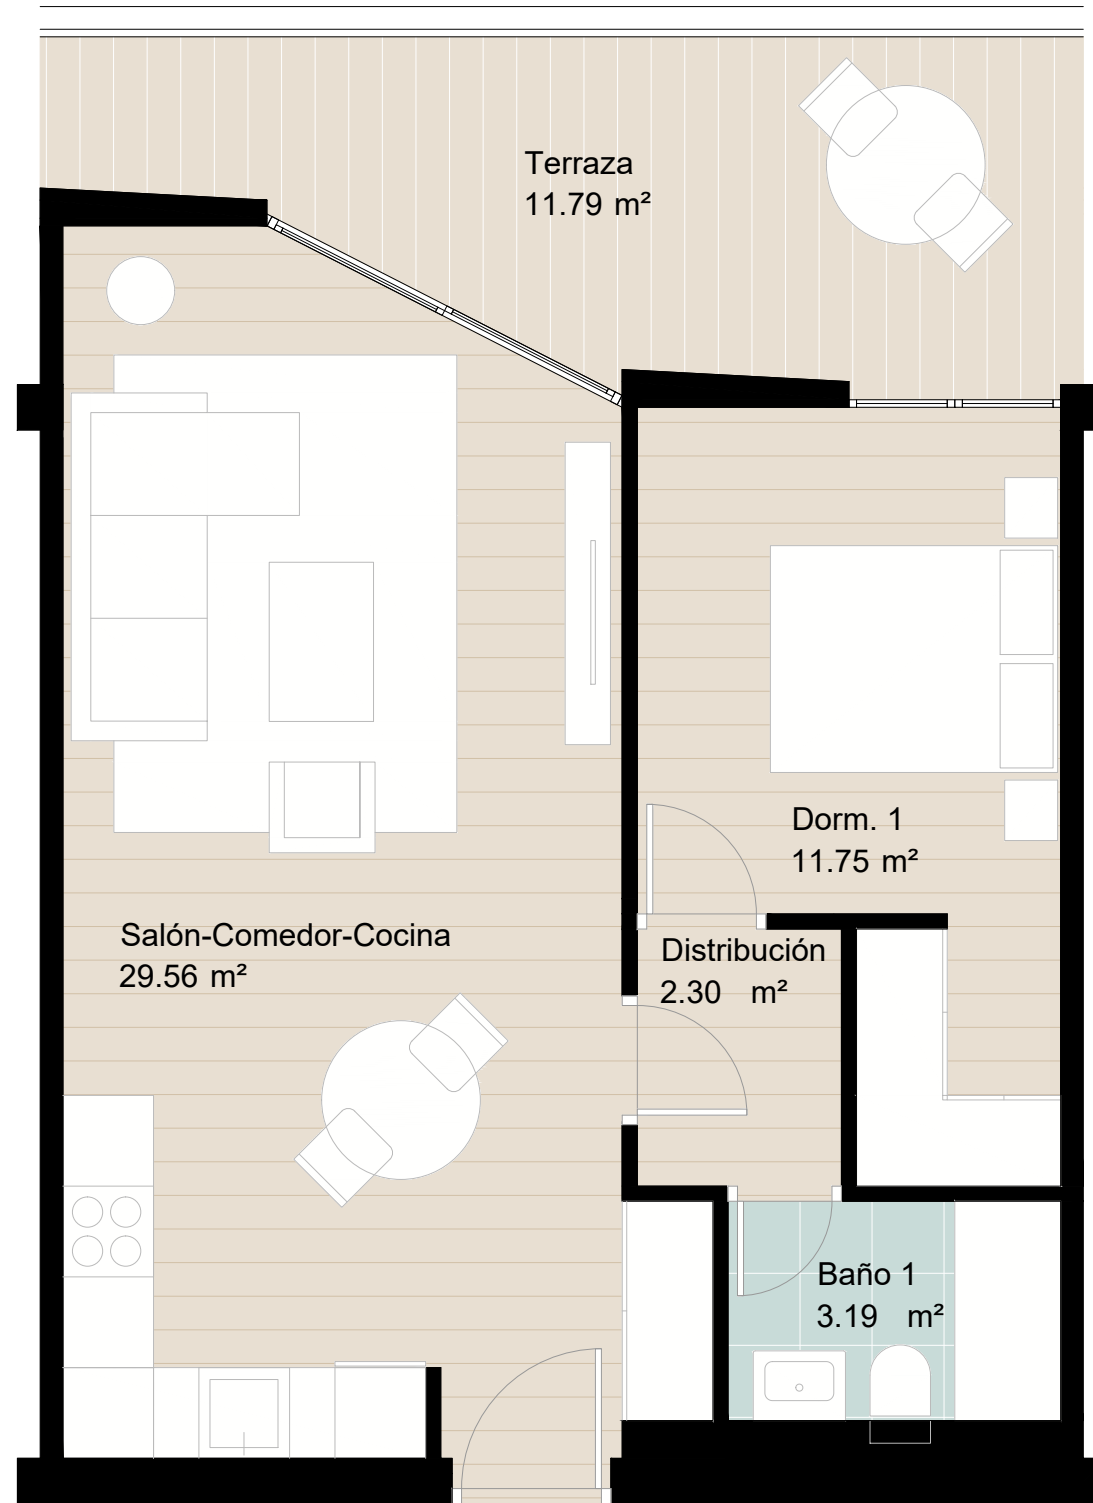 Terraza
11.79 m²
Dorm. 1
11.75 m²
Salón-Comedor-Cocina
29.56 m²
Distribución
2.30 m²
Baño 1
3.19 m²